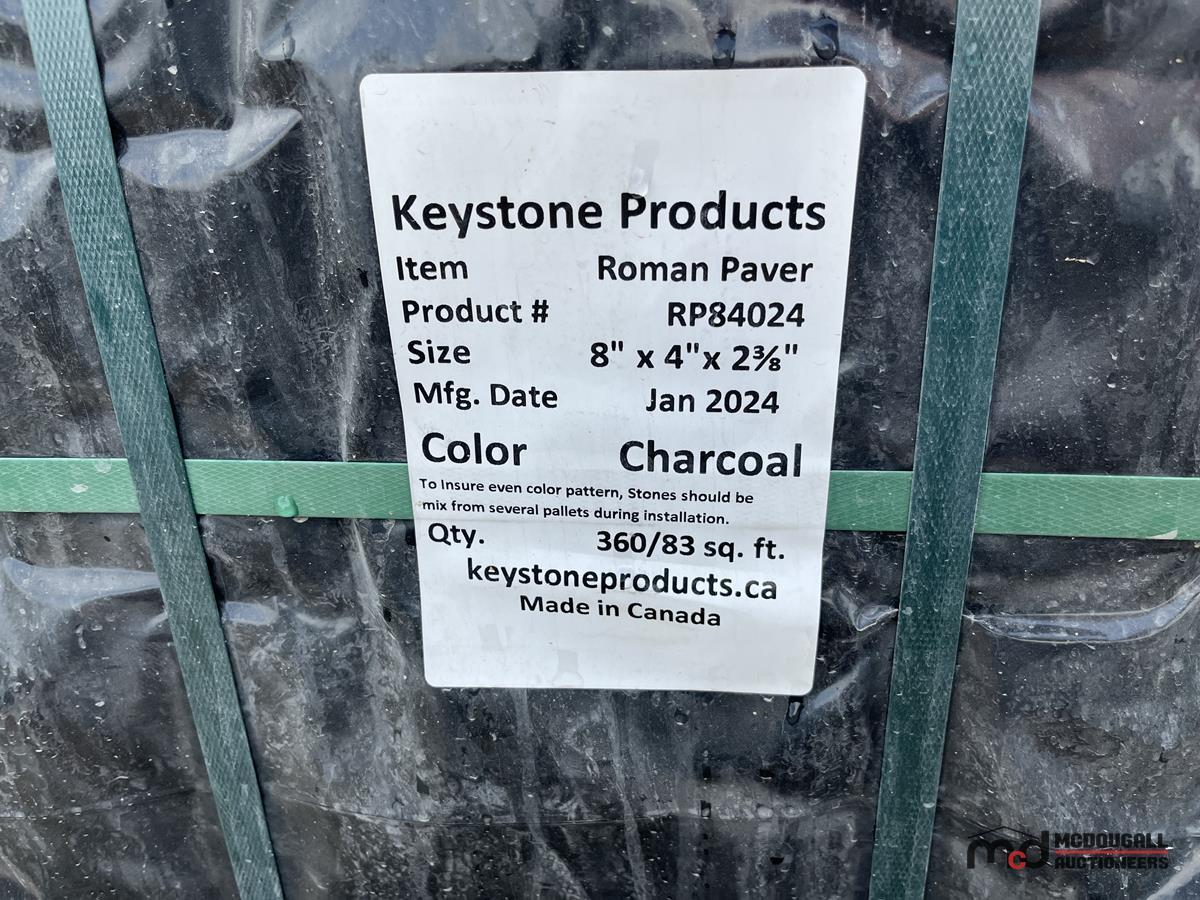 Keystone Products
Item Roman Paver
Product # RP84024
Size 8" x 4"x 2⅜"
Mfg. Date Jan 2024
Color Charcoal
To Insure even color pattern, Stones should be
mix from several pallets during installation.
Qty. 360/83 sq. ft.
keystoneproducts.ca
Made in Canada
mcd MCDOUGALL
AUCTIONEERS